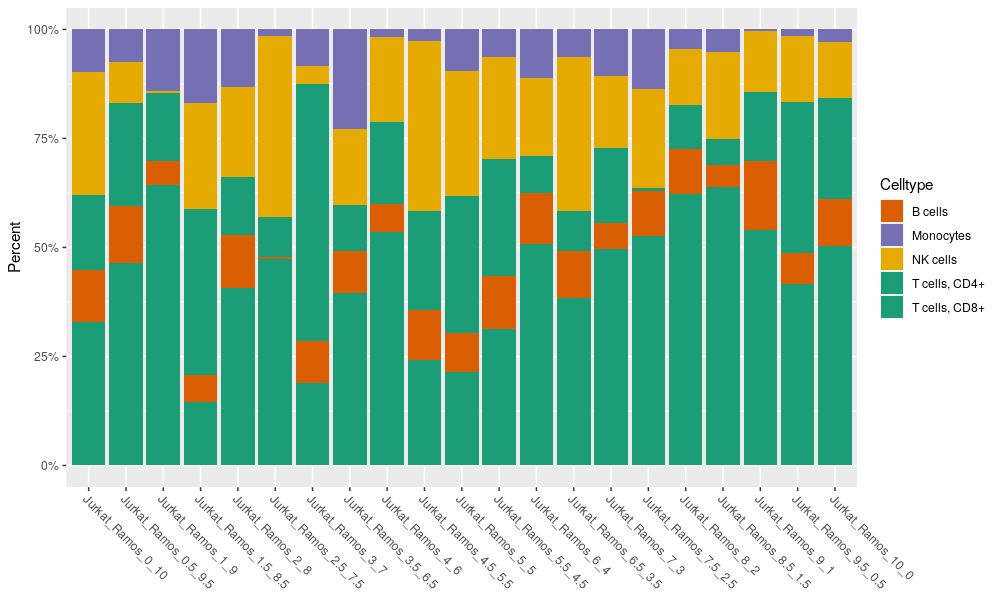 100%
75%
50%
25%
0%
Percent
Jurkat_Ramos_0_10
Jurkat_Ramos_0.5_9.5
Jurkat_Ramos_1_9
Jurkat_Ramos_1.5_8.5
Jurkat_Ramos_2_8
Jurkat_Ramos_2.5_7.5
Jurkat_Ramos_3_7
Jurkat_Ramos_3.5_6.5
Jurkat_Ramos_4_6
Jurkat_Ramos_4.5_5.5
Jurkat_Ramos_5_5
Jurkat_Ramos_5.5_4.5
Jurkat_Ramos_6_4
Jurkat_Ramos_6.5_3.5
Jurkat_Ramos_7_3
Jurkat_Ramos_7.5_2.5
Jurkat_Ramos_8_2
Jurkat_Ramos_8.5_1.5
Jurkat_Ramos_9_1
Jurkat_Ramos_9.5_0.5
Jurkat_Ramos_10_0
Celltype
B cells
Monocytes
NK cells
T cells, CD4+
T cells, CD8+